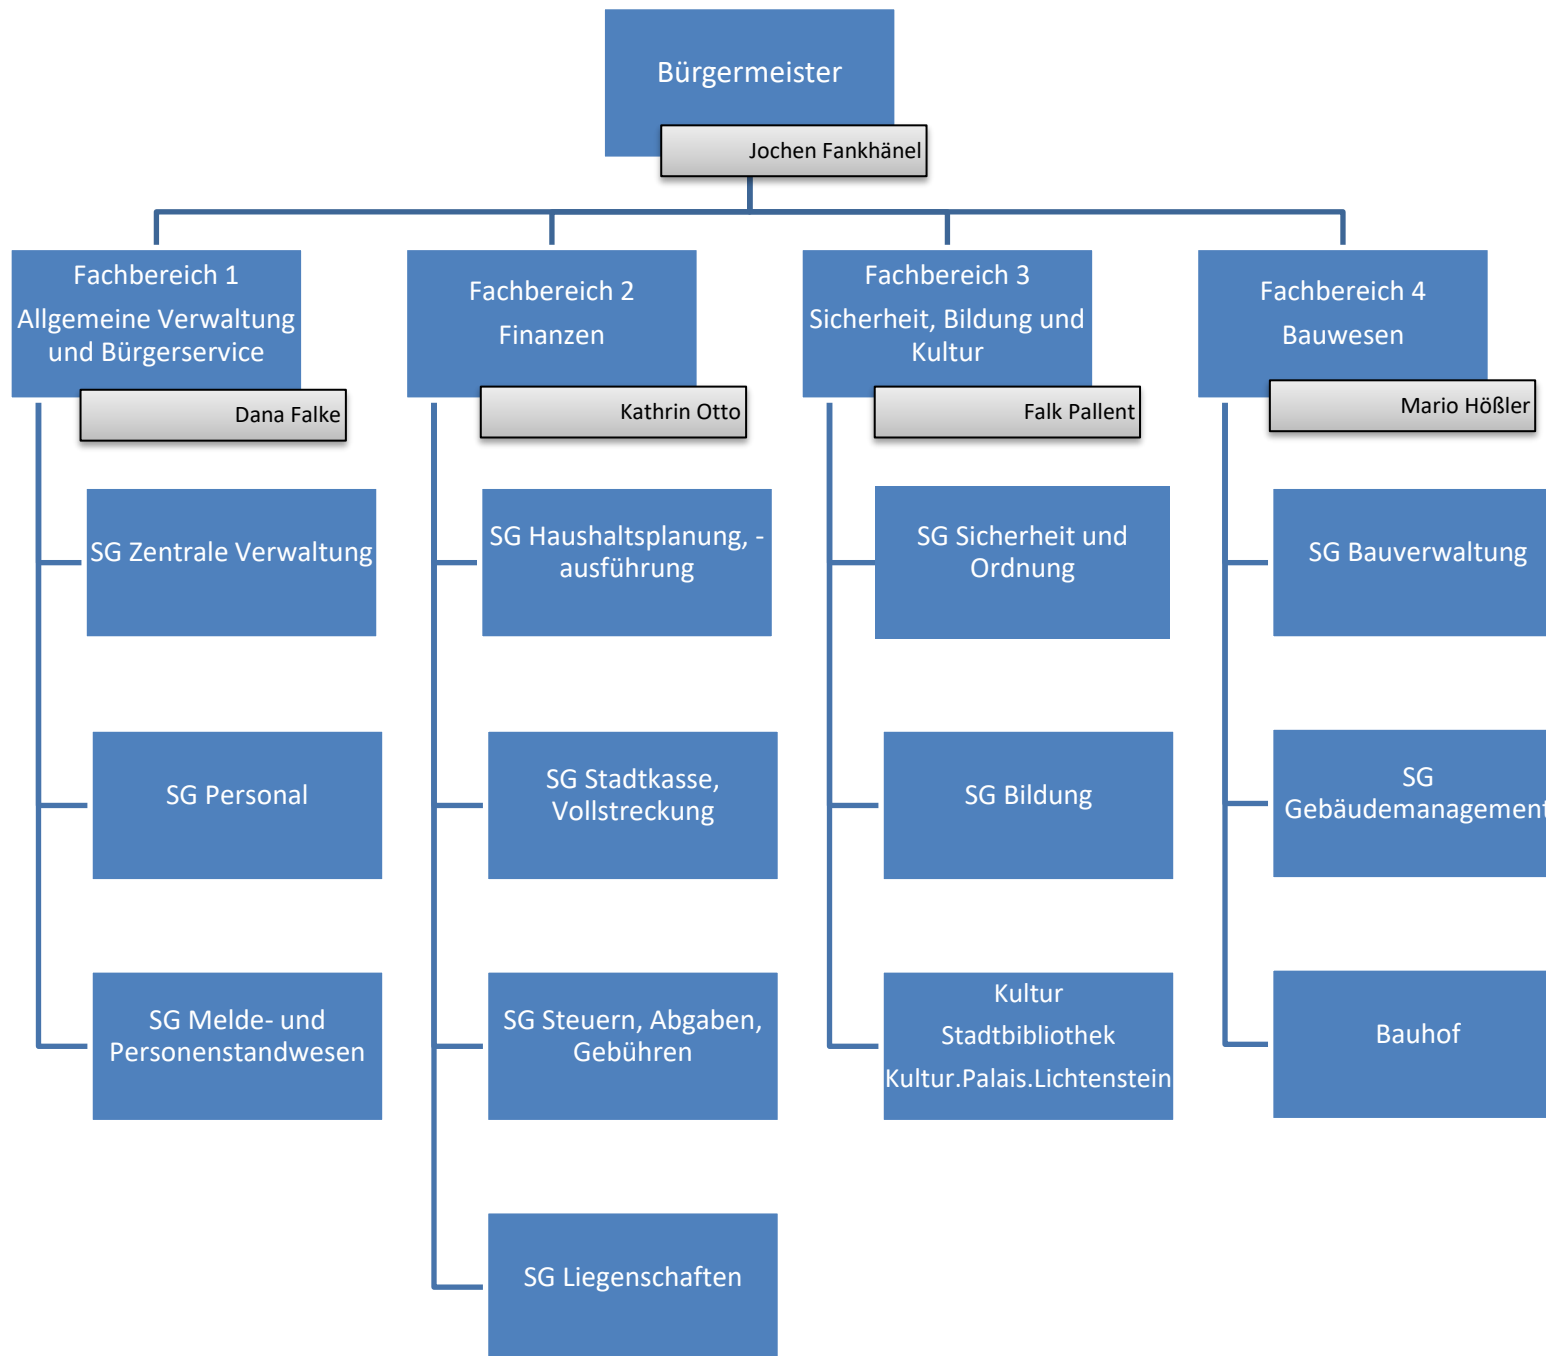 Bürgermeister
Jochen Fankhänel
Fachbereich 1
Allgemeine Verwaltung
und Bürgerservice
Dana Falke
Fachbereich 2
Finanzen
Kathrin Otto
Fachbereich 3
Sicherheit, Bildung und
Kultur
Falk Pallent
Fachbereich 4
Bauwesen
Mario Hößler
SG Zentrale Verwaltung
SG Personal
SG Melde- und
Personenstandwesen
SG Haushaltsplanung, -
ausführung
SG Stadtkasse,
Vollstreckung
SG Steuern, Abgaben,
Gebühren
SG Liegenschaften
SG Sicherheit und
Ordnung
SG Bildung
Kultur
Stadtbibliothek
Kultur.Palais.Lichtenstein
SG Bauverwaltung
SG
Gebäudemanagement
Bauhof